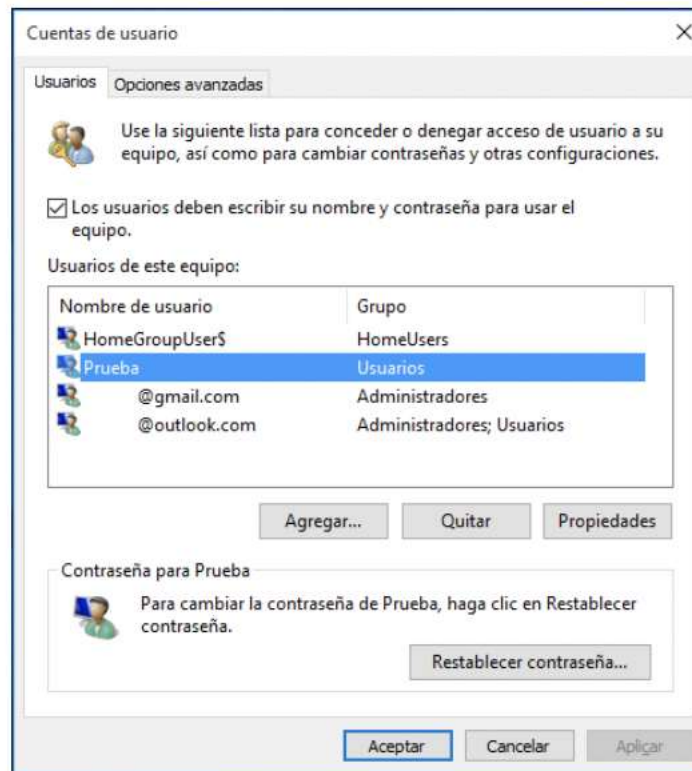 Cuentas de usuario
Usuarios Opciones avanzadas
Use la siguiente lista para conceder o denegar acceso de usuario a su
equipo, así como para cambiar contraseñas y otras configuraciones.
Los usuarios deben escribir su nombre y contraseña para usar el
equipo.
Usuarios de este equipo:
Nombre de usuario Grupo
HomeGroupUser$ HomeUsers
Prueba Usuarios
@gmail.com Administradores
@outlook.com Administradores; Usuarios
Agregar... Quitar Propiedades
Contraseña para Prueba
Para cambiar la contraseña de Prueba, haga clic en Restablecer
contraseña.
Restablecer contraseña...
Aceptar Cancelar Aplicar